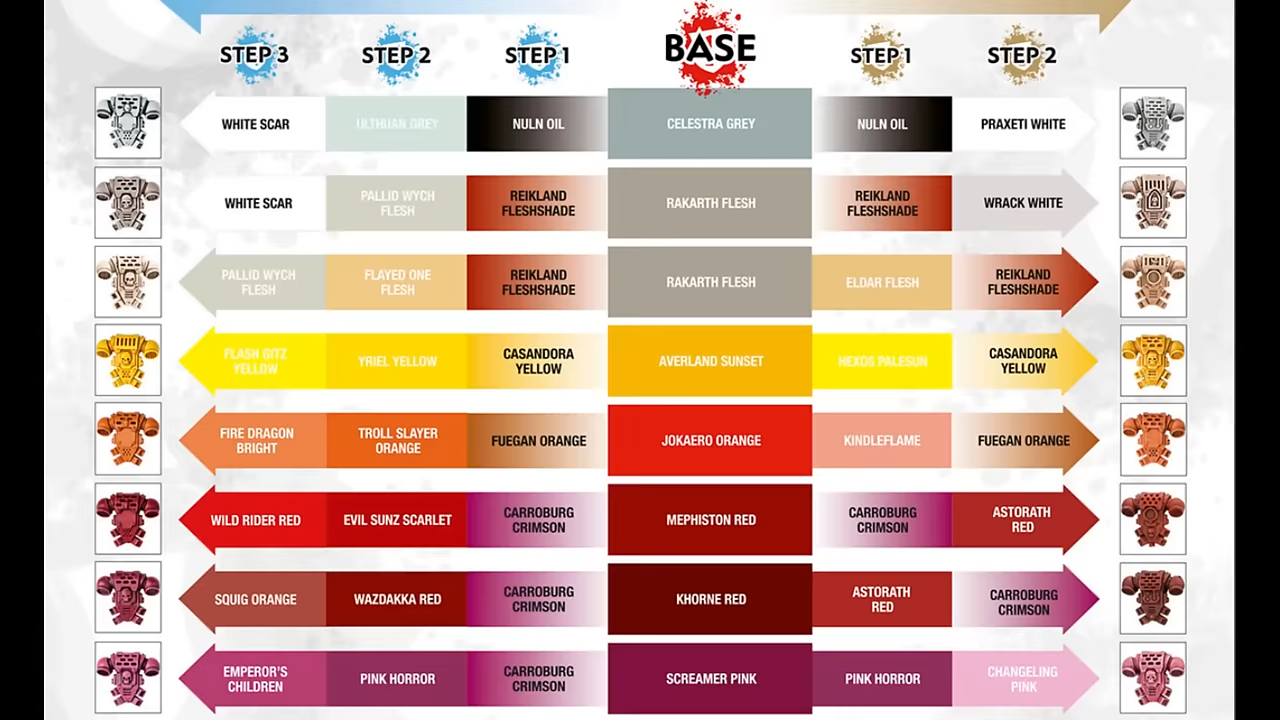 STEP 3 STEP 2 STEP 1 BASE STEP 1 STEP 2
WHITE SCAR ULTHUAN GREY NULN OIL CELESTRA GREY NULN OIL PRAXETI WHITE
WHITE SCAR PALLID WYCH FLESH REIKLAND FLESHSHADE RAKARTH FLESH REIKLAND FLESHSHADE WRACK WHITE
PALLID WYCH FLESH FLAYED ONE FLESH REIKLAND FLESHSHADE RAKARTH FLESH ELDAR FLESH REIKLAND FLESHSHADE
FLASH GITZ YELLOW YRIEL YELLOW CASANDORA YELLOW AVERLAND SUNSET HEXOS PALESUN CASANDORA YELLOW
FIRE DRAGON BRIGHT TROLL SLAYER ORANGE FUEGAN ORANGE JOKAERO ORANGE KINDLEFLAME FUEGAN ORANGE
WILD RIDER RED EVIL SUNZ SCARLET CARROBURG CRIMSON MEPHISTON RED CARROBURG CRIMSON ASTORATH RED
SQUIG ORANGE WAZDAKKA RED CARROBURG CRIMSON KHORNE RED ASTORATH RED CARROBURG CRIMSON
EMPEROR'S CHILDREN PINK HORROR CARROBURG CRIMSON SCREAMER PINK PINK HORROR CHANGELING PINK